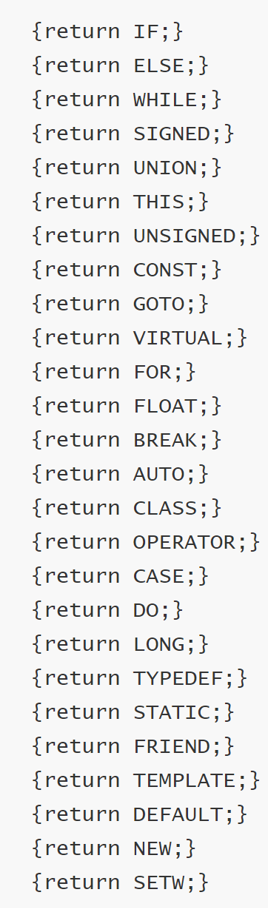 {return IF;}
{return ELSE;}
{return WHILE;}
{return SIGNED;}
{return UNION;}
{return THIS;}
{return UNSIGNED;}
{return CONST;}
{return GOTO;}
{return VIRTUAL;}
{return FOR;}
{return FLOAT;}
{return BREAK;}
{return AUTO;}
{return CLASS;}
{return OPERATOR;}
{return CASE;}
{return DO;}
{return LONG;}
{return TYPEDEF;}
{return STATIC;}
{return FRIEND;}
{return TEMPLATE;}
{return DEFAULT;}
{return NEW;}
{return SETW;}